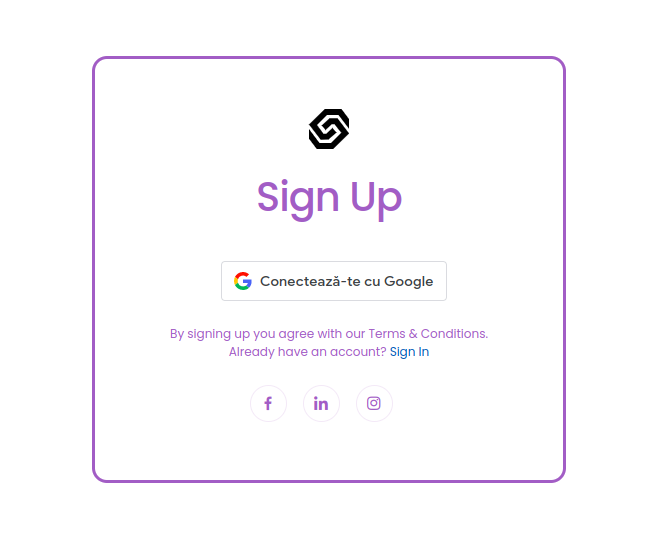 Sign Up
Conectează-te cu Google
By signing up you agree with our Terms & Conditions.
Already have an account? Sign In